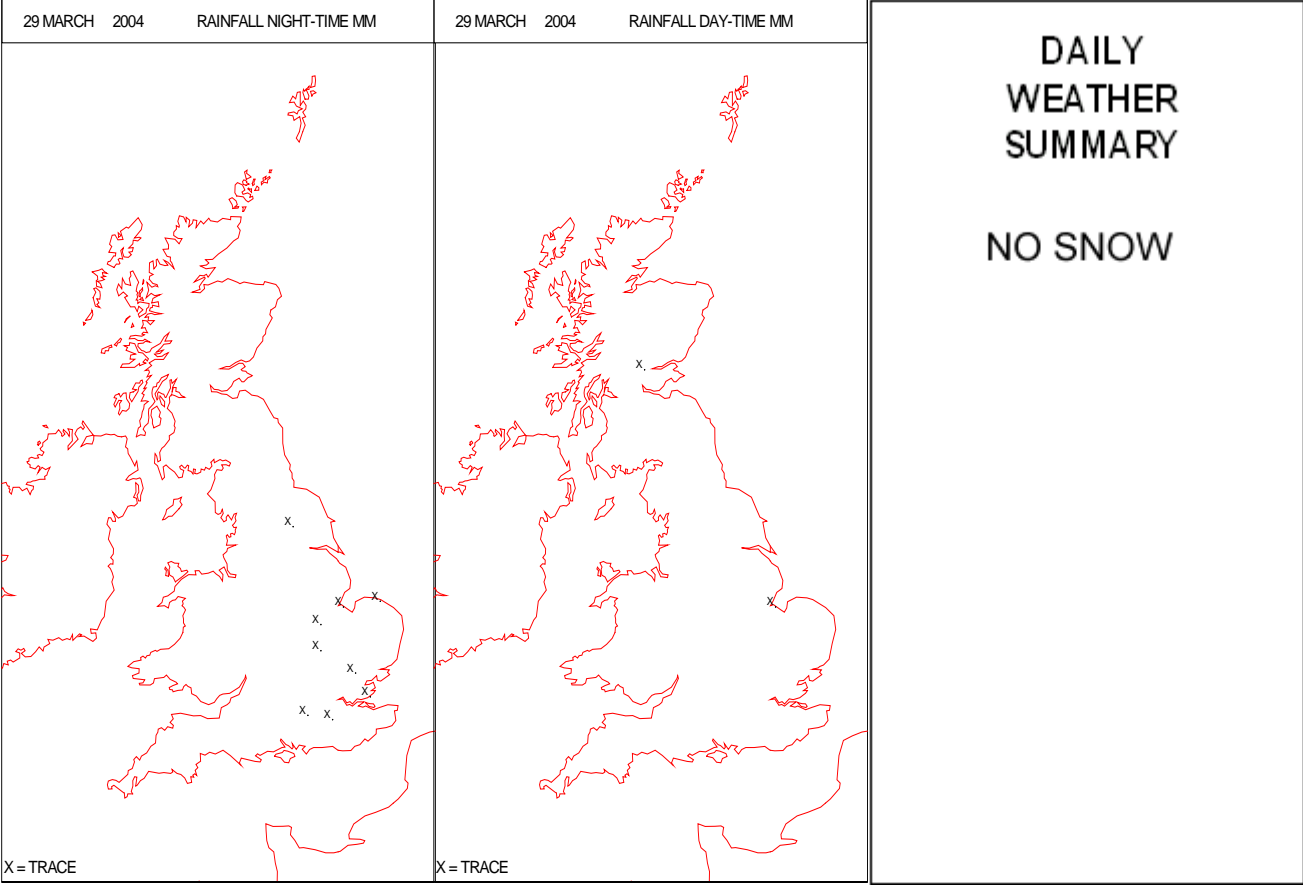 29 MARCH 2004 RAINFALL NIGHT-TIME MM
X.
X.
X.
X.
X.
X.
X.
X.
X.
X = TRACE
29 MARCH 2004 RAINFALL DAY-TIME MM
X.
X.
X = TRACE
DAILY
WEATHER
SUMMARY
NO SNOW